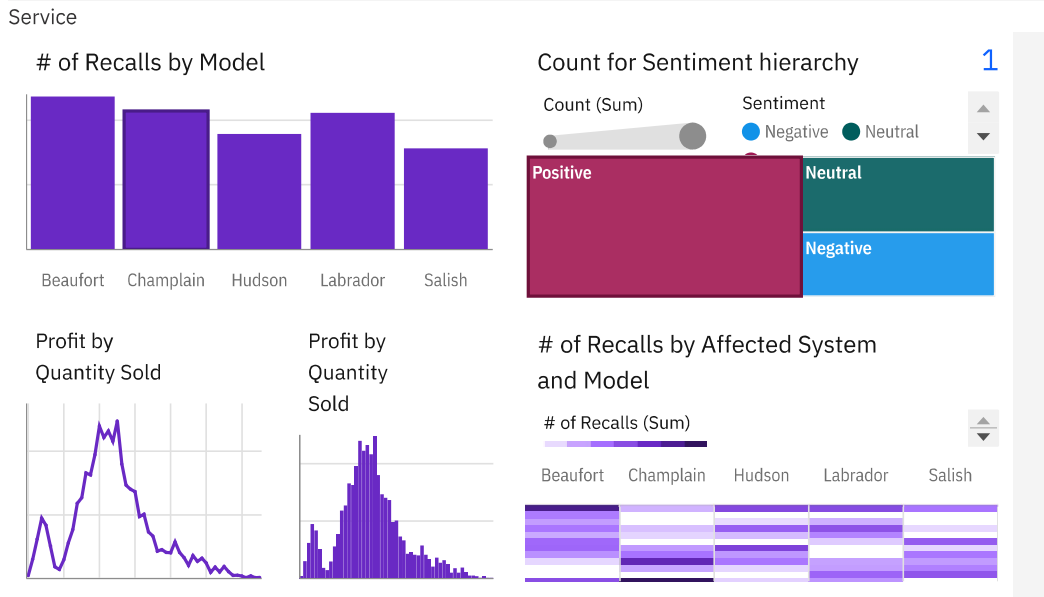 Service
# of Recalls by Model
Beaufort Champlain Hudson Labrador Salish
Count for Sentiment hierarchy 1
Count (Sum) Sentiment
Negative Neutral
Positive Neutral
Negative
Profit by
Quantity Sold
Profit by
Quantity
Sold
# of Recalls by Affected System
and Model
# of Recalls (Sum)
Beaufort Champlain Hudson Labrador Salish